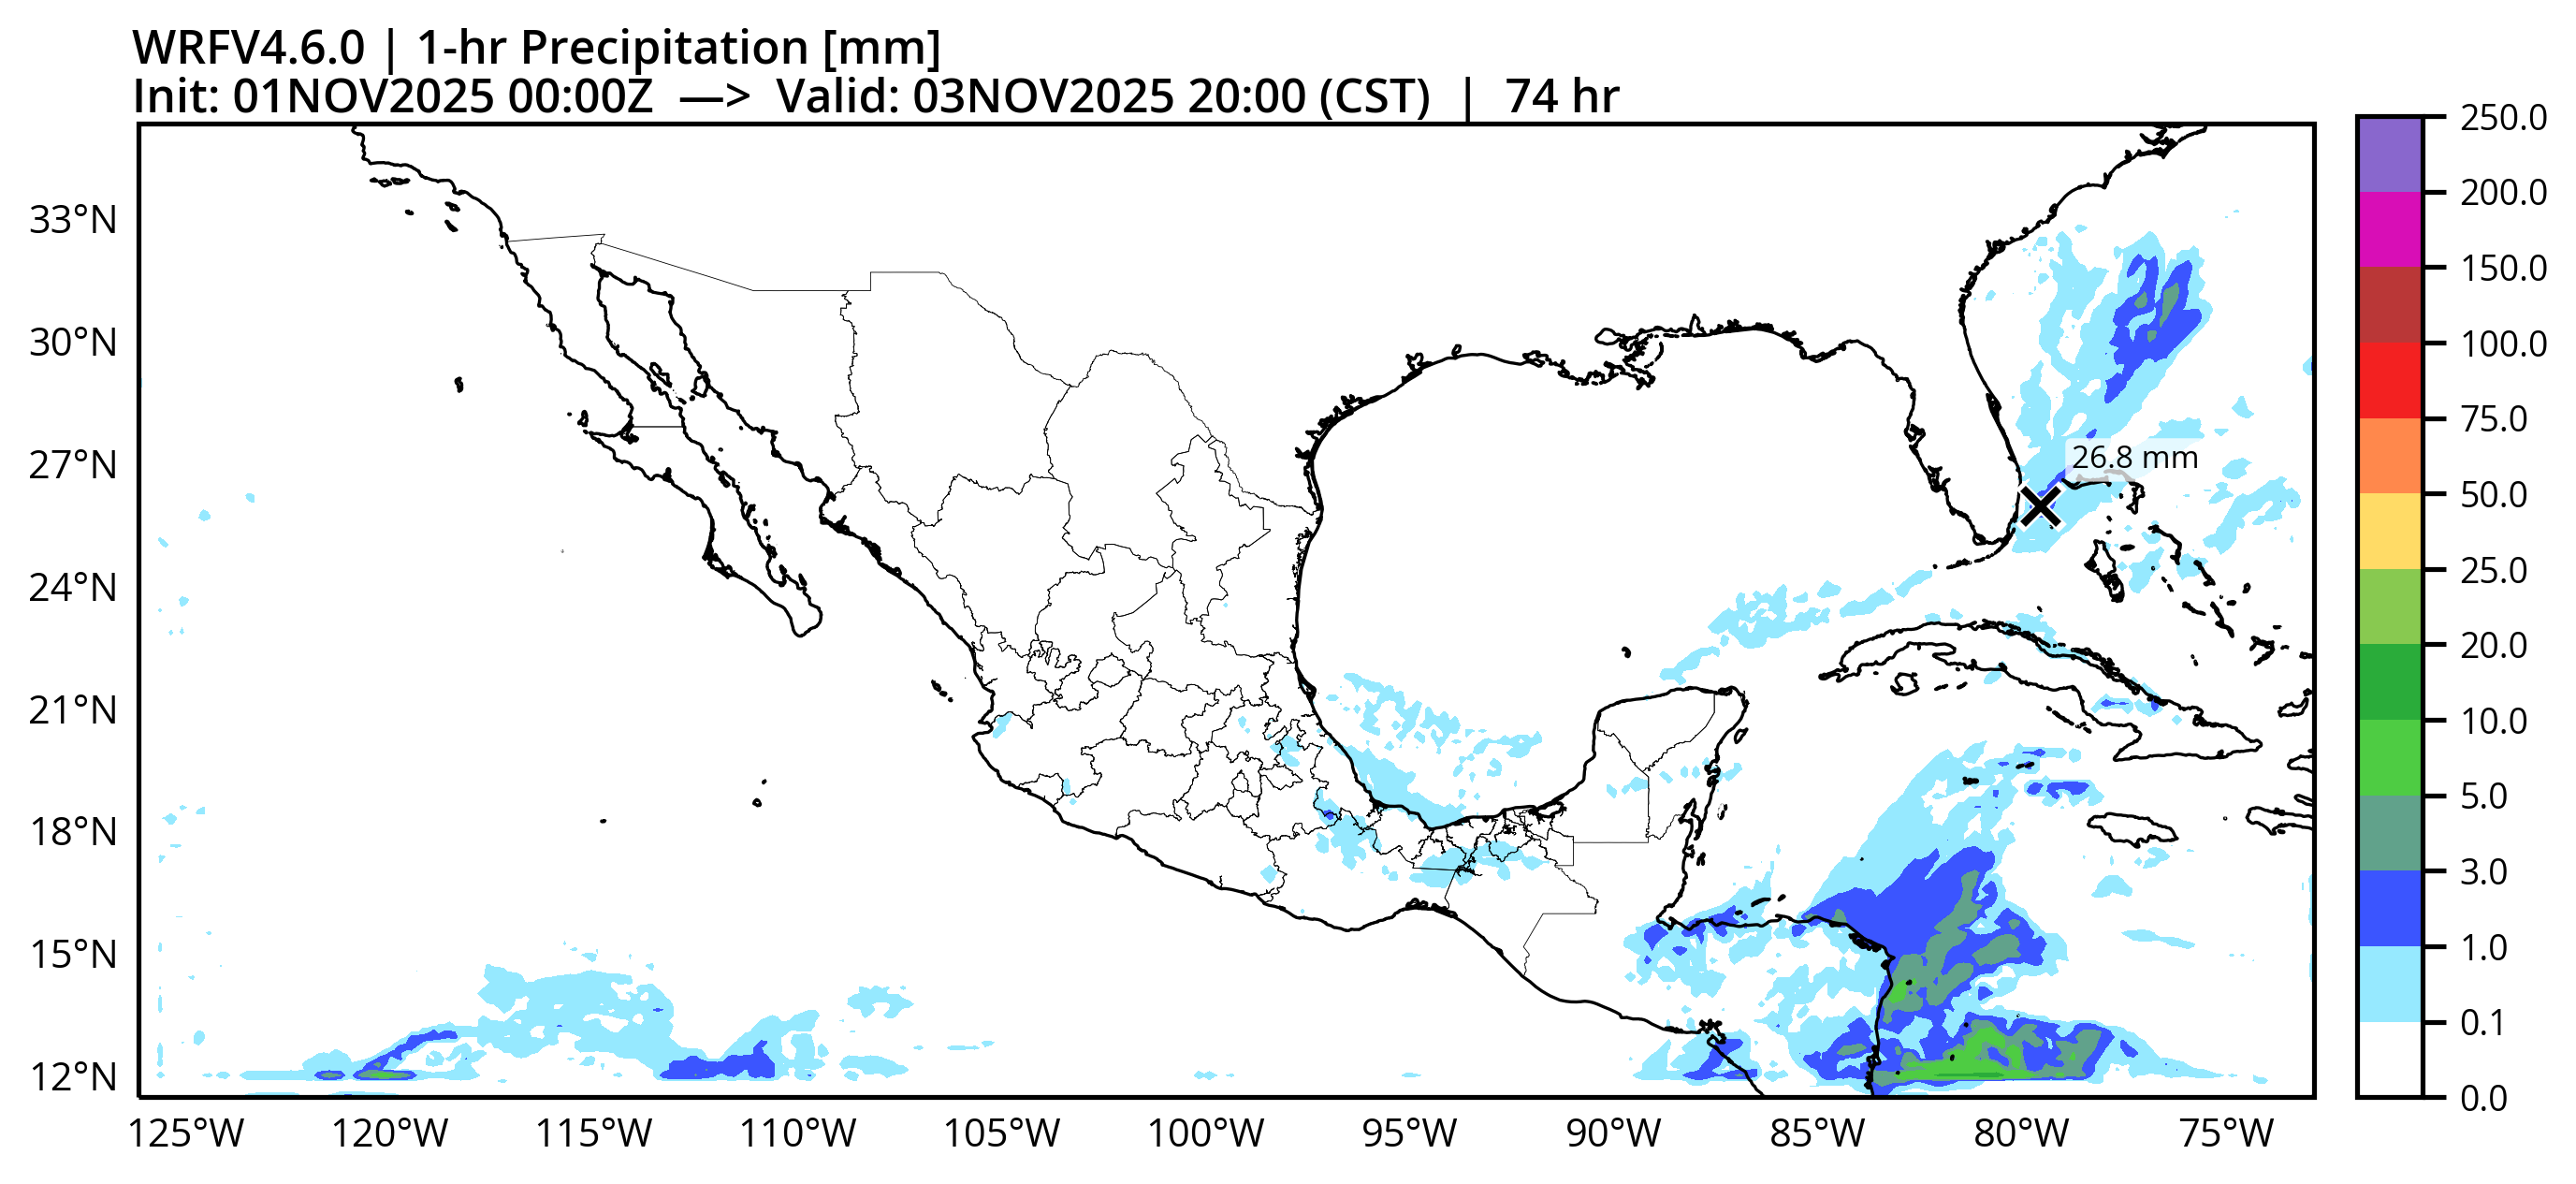 WRFV4.6.0 | 1-hr Precipitation [mm]
Init: 01NOV2025 00:00Z —> Valid: 03NOV2025 20:00 (CST) | 74 hr
33°N
30°N
27°N
24°N
21°N
18°N
15°N
12°N
125°W 120°W 115°W 110°W 105°W 100°W 95°W 90°W 85°W 80°W 75°W
26.8 mm
250.0
200.0
150.0
100.0
75.0
50.0
25.0
20.0
10.0
5.0
3.0
1.0
0.1
0.0